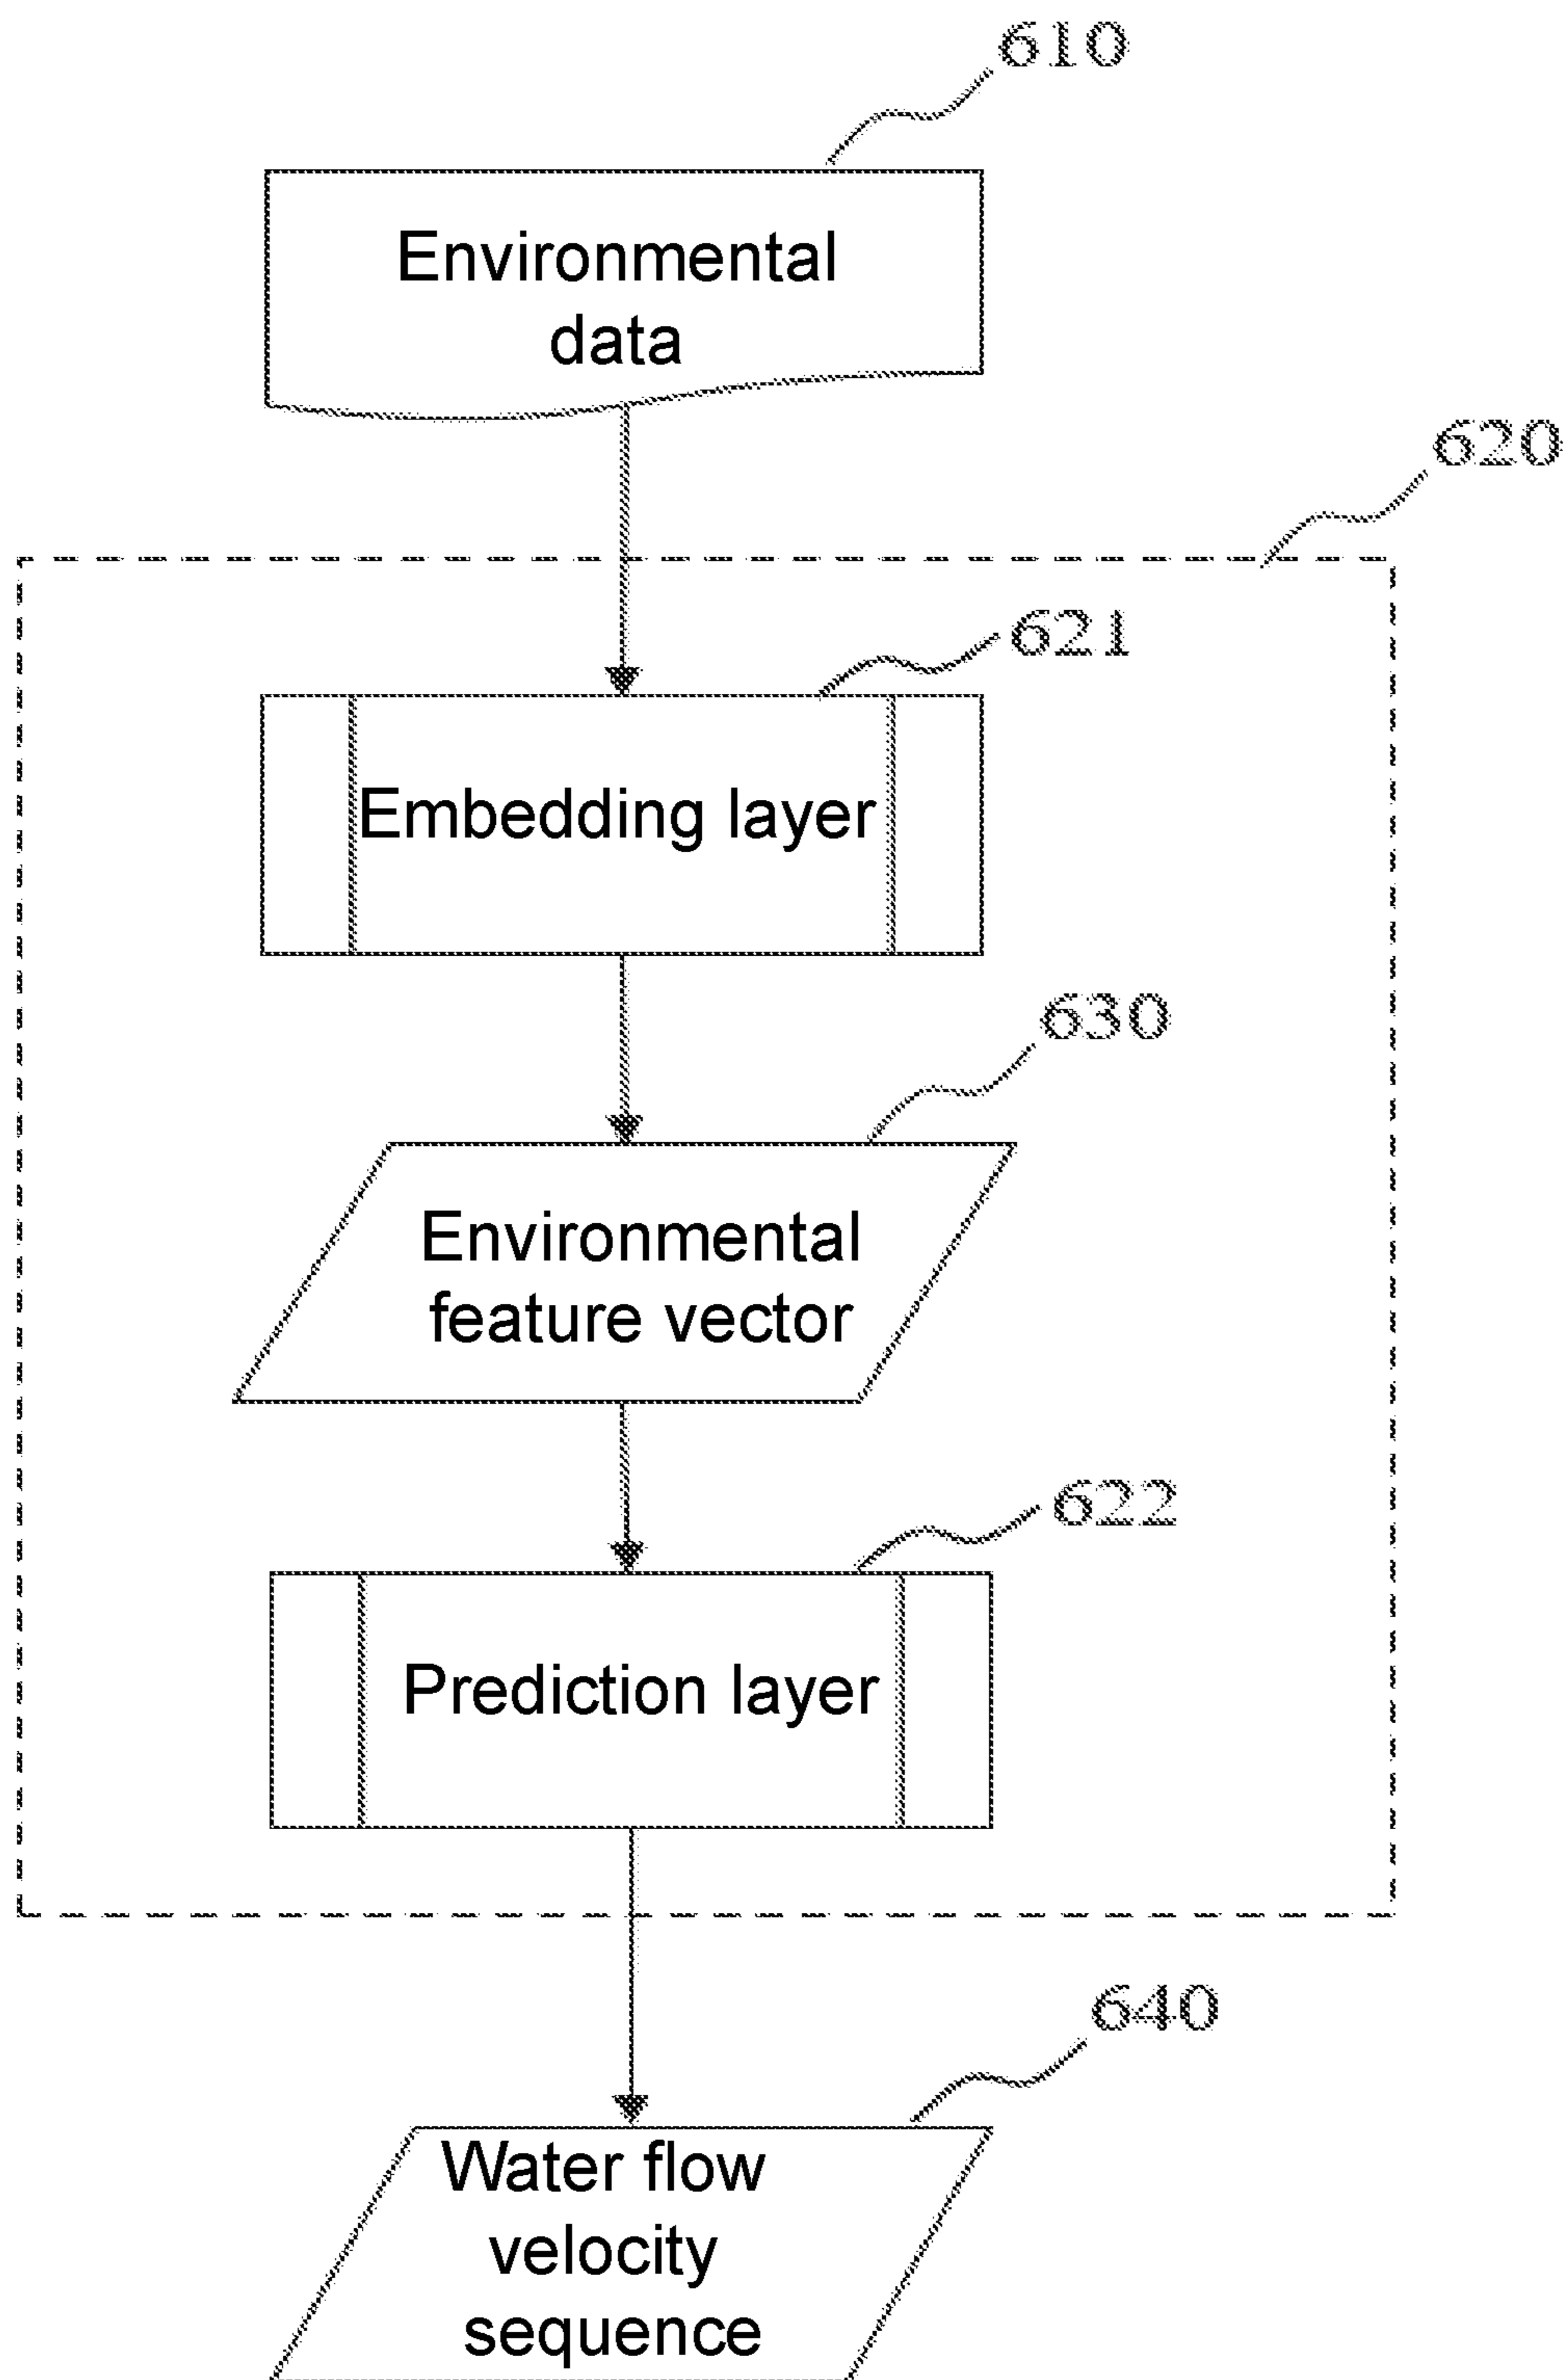 610
Environmental
data
620
621
Embedding layer
630
Environmental
feature vector
622
Prediction layer
640
Water flow
velocity
sequence